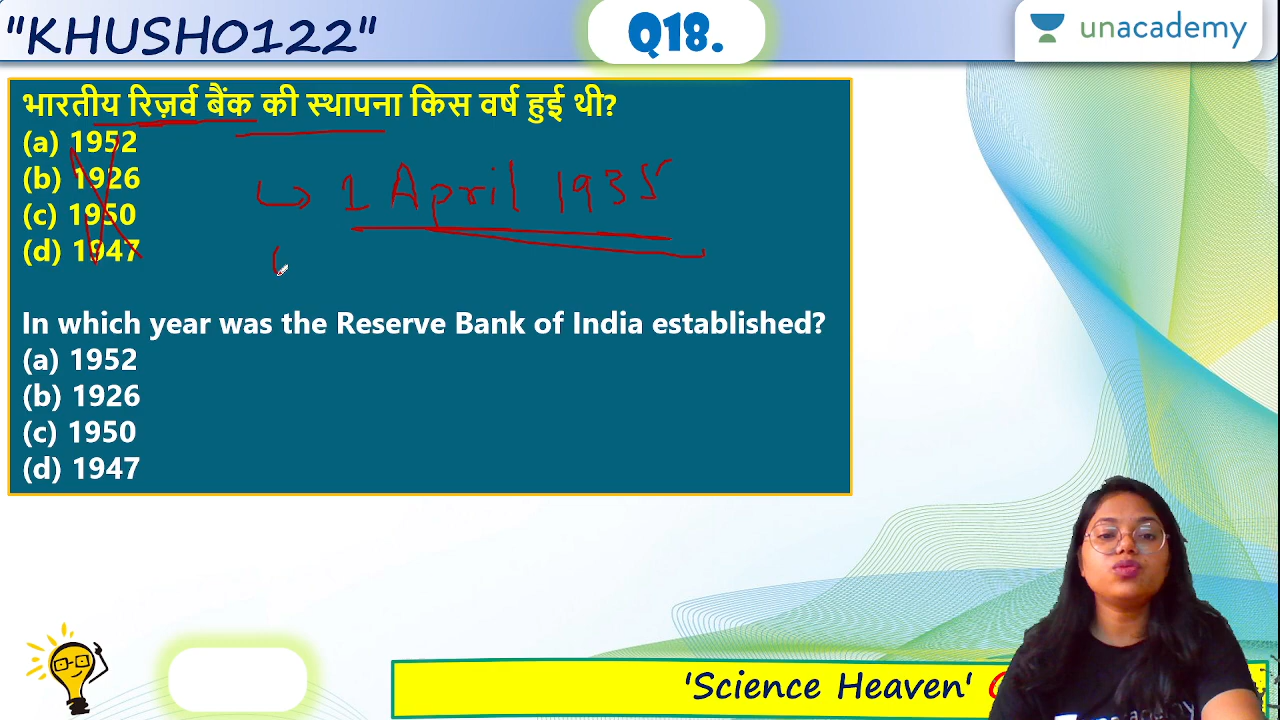 "KHUSHO122"
Q18.
unacademy
भारतीय रिज़र्व बैंक की स्थापना किस वर्ष हुई थी?
(a) 1952
(b) 1926
(c) 1950
(d) 1947
1 April 1935
In which year was the Reserve Bank of India established?
(a) 1952
(b) 1926
(c) 1950
(d) 1947
'Science Heaven'